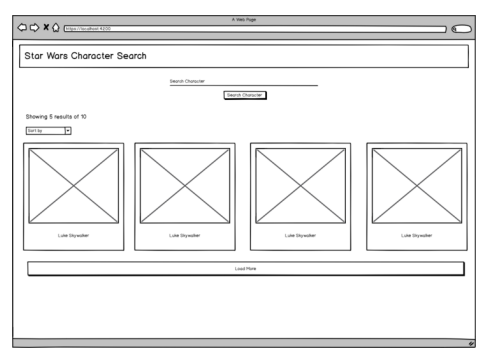 A Web Page
https://localhost:4200
Star Wars Character Search
Search Character
Search Character
Showing 5 results of 10
Sort by
Luke Skywalker
Luke Skywalker
Luke Skywalker
Luke Skywalker
Load More